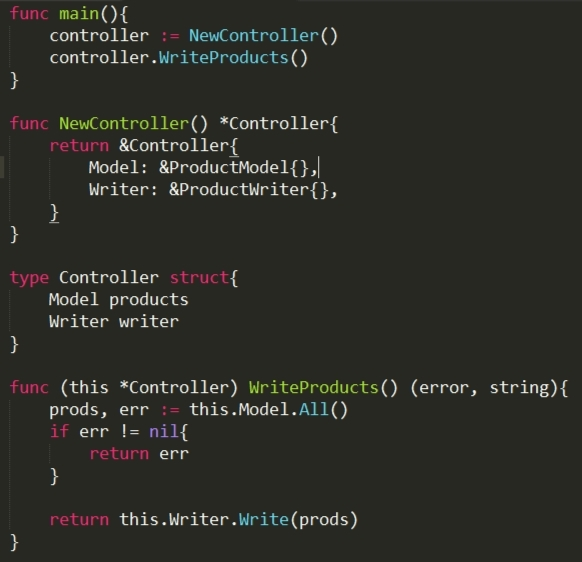 func main(){
    controller := NewController()
    controller.WriteProducts()
}

func NewController() *Controller{
    return &Controller{
        Model: &ProductModel{},
        Writer: &ProductWriter{},
    }
}

type Controller struct{
    Model products
    Writer writer
}

func (this *Controller) WriteProducts() (error, string){
    prods, err := this.Model.All()
    if err != nil{
        return err
    }

    return this.Writer.Write(prods)
}